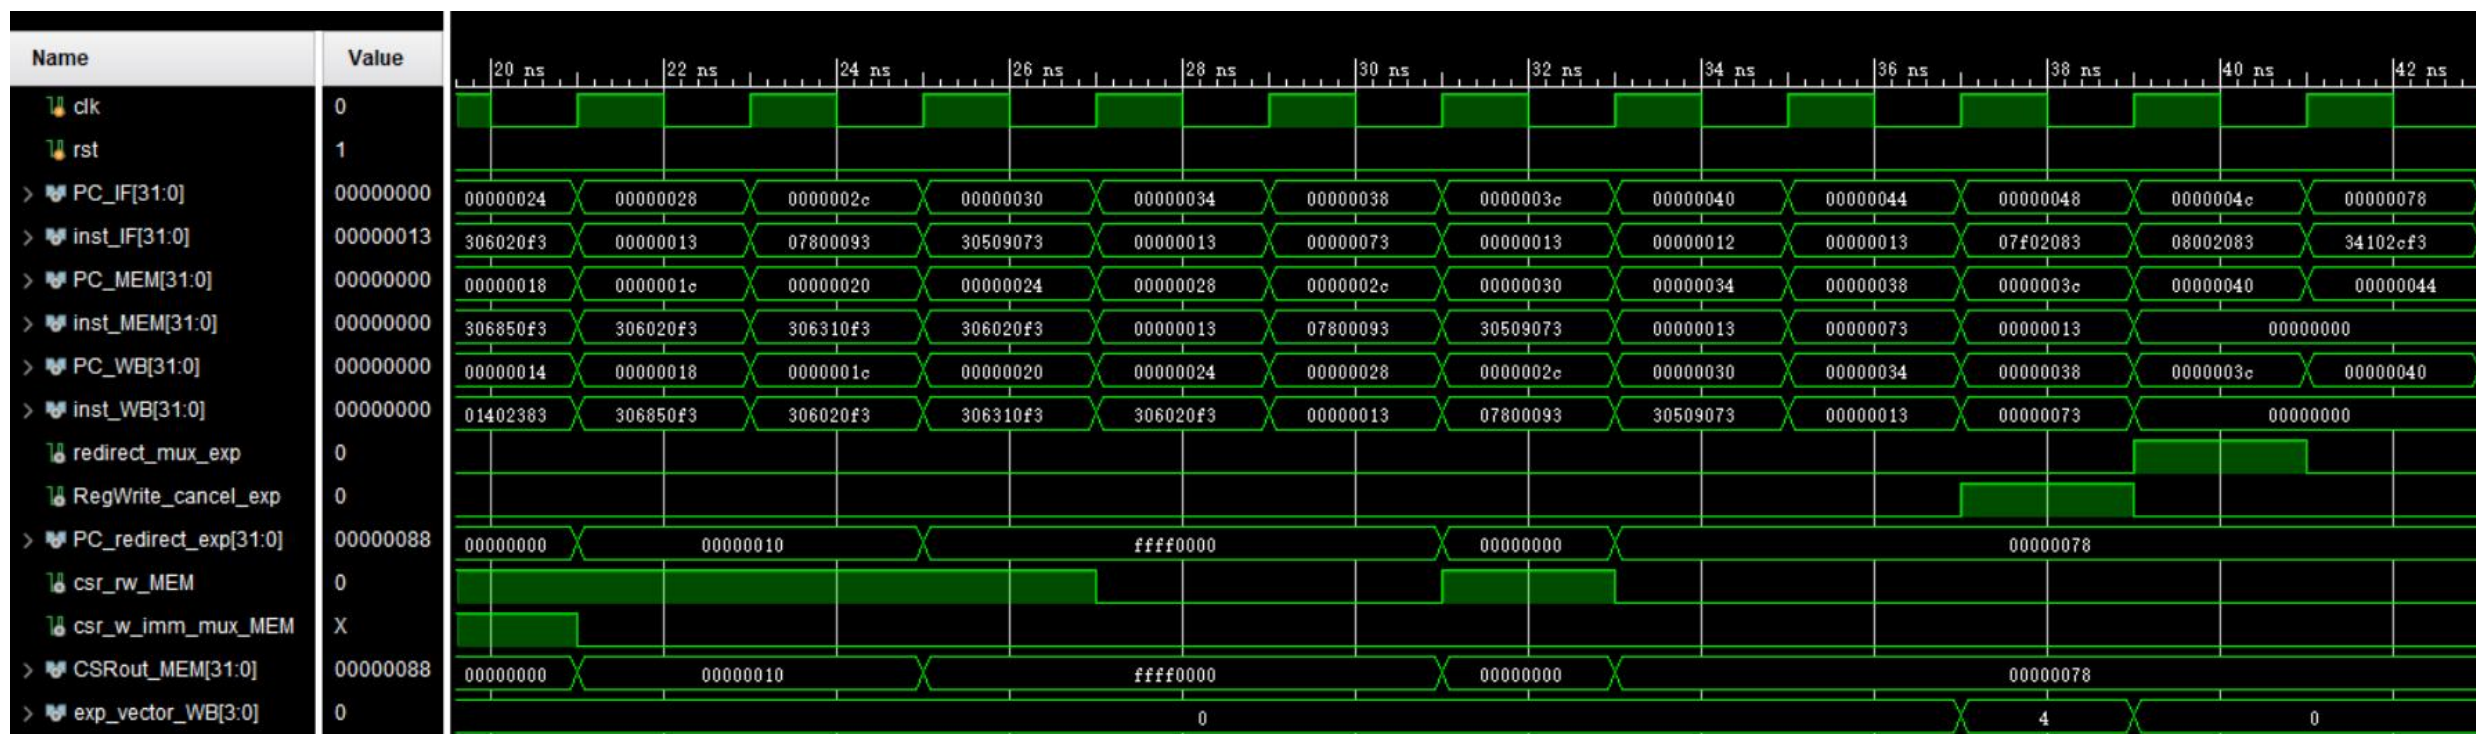 Name Value 20 ns 22 ns 24 ns 26 ns 28 ns 30 ns 32 ns 34 ns 36 ns 38 ns 40 ns 42 ns
clk 0
rst 1
PC_IF[31:0] 00000000 00000024 00000028 0000002c 00000030 00000034 00000038 0000003c 00000040 00000044 00000048 0000004c 00000078
inst_IF[31:0] 00000013 306020f3 00000013 07800093 30509073 00000013 00000073 00000013 00000012 00000013 07f02083 08002083 34102cf3
PC_MEM[31:0] 00000000 00000018 0000001c 00000020 00000024 00000028 0000002c 00000030 00000034 00000038 0000003c 00000040 00000044
inst_MEM[31:0] 00000000 306850f3 306020f3 306310f3 306020f3 00000013 07800093 30509073 00000013 00000073 00000013 00000000
PC_WB[31:0] 00000000 00000014 00000018 0000001c 00000020 00000024 00000028 0000002c 00000030 00000034 00000038 0000003c 00000040
inst_WB[31:0] 00000000 01402383 306850f3 306020f3 306310f3 306020f3 00000013 07800093 30509073 00000013 00000073 00000000
redirect_mux_exp 0
RegWrite_cancel_exp 0
PC_redirect_exp[31:0] 00000088 00000000 00000010 ffff0000 00000000 00000078
csr_rw_MEM 0
csr_w_imm_mux_MEM X
CSRout_MEM[31:0] 00000088 00000000 00000010 ffff0000 00000000 00000078
exp_vector_WB[3:0] 0 0 4 0